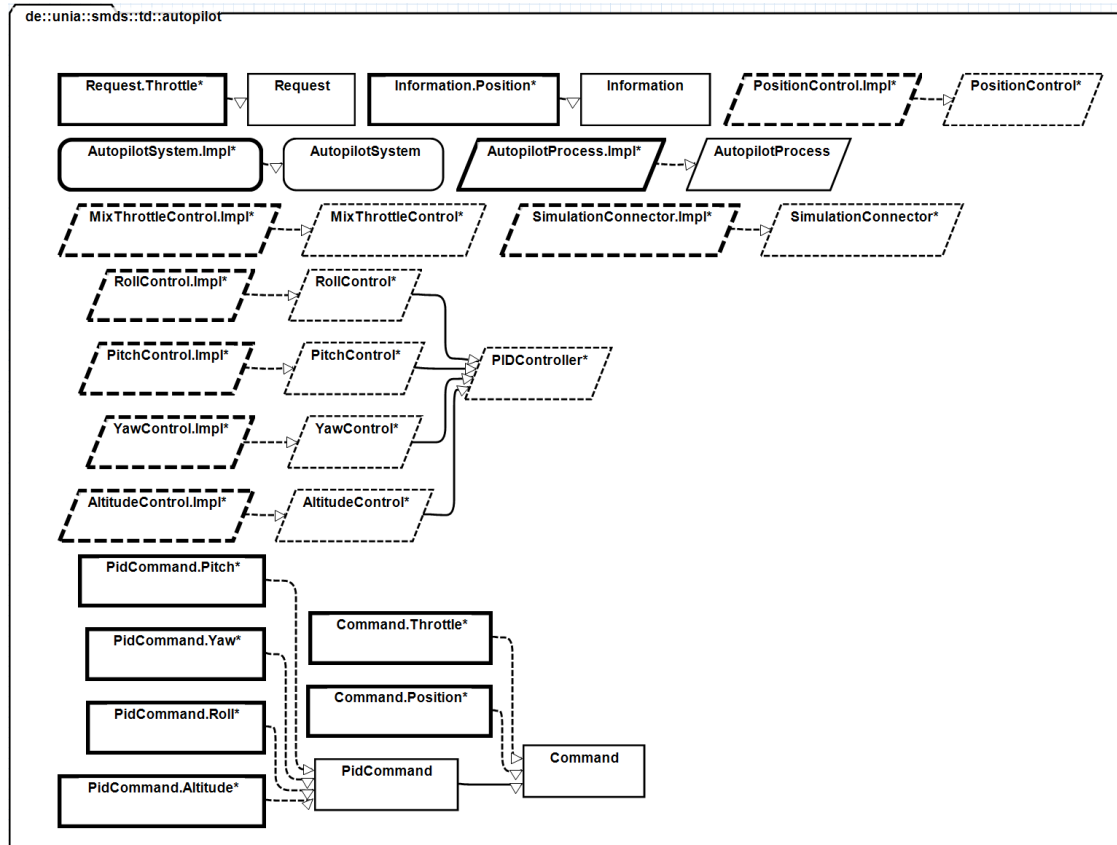 de::unia::smds::td::autopilot
Request.Throttle* Request Information.Position* Information PositionControl.Impl* PositionControl*
AutopilotSystem.Impl* AutopilotSystem AutopilotProcess.Impl* AutopilotProcess
MixThrottleControl.Impl* MixThrottleControl* SimulationConnector.Impl* SimulationConnector*
RollControl.Impl* RollControl*
PitchControl.Impl* PitchControl* PIDController*
YawControl.Impl* YawControl*
AltitudeControl.Impl* AltitudeControl*
PidCommand.Pitch*
Command.Throttle*
PidCommand.Yaw*
Command.Position*
PidCommand.Roll*
Command
PidCommand
PidCommand.Altitude*